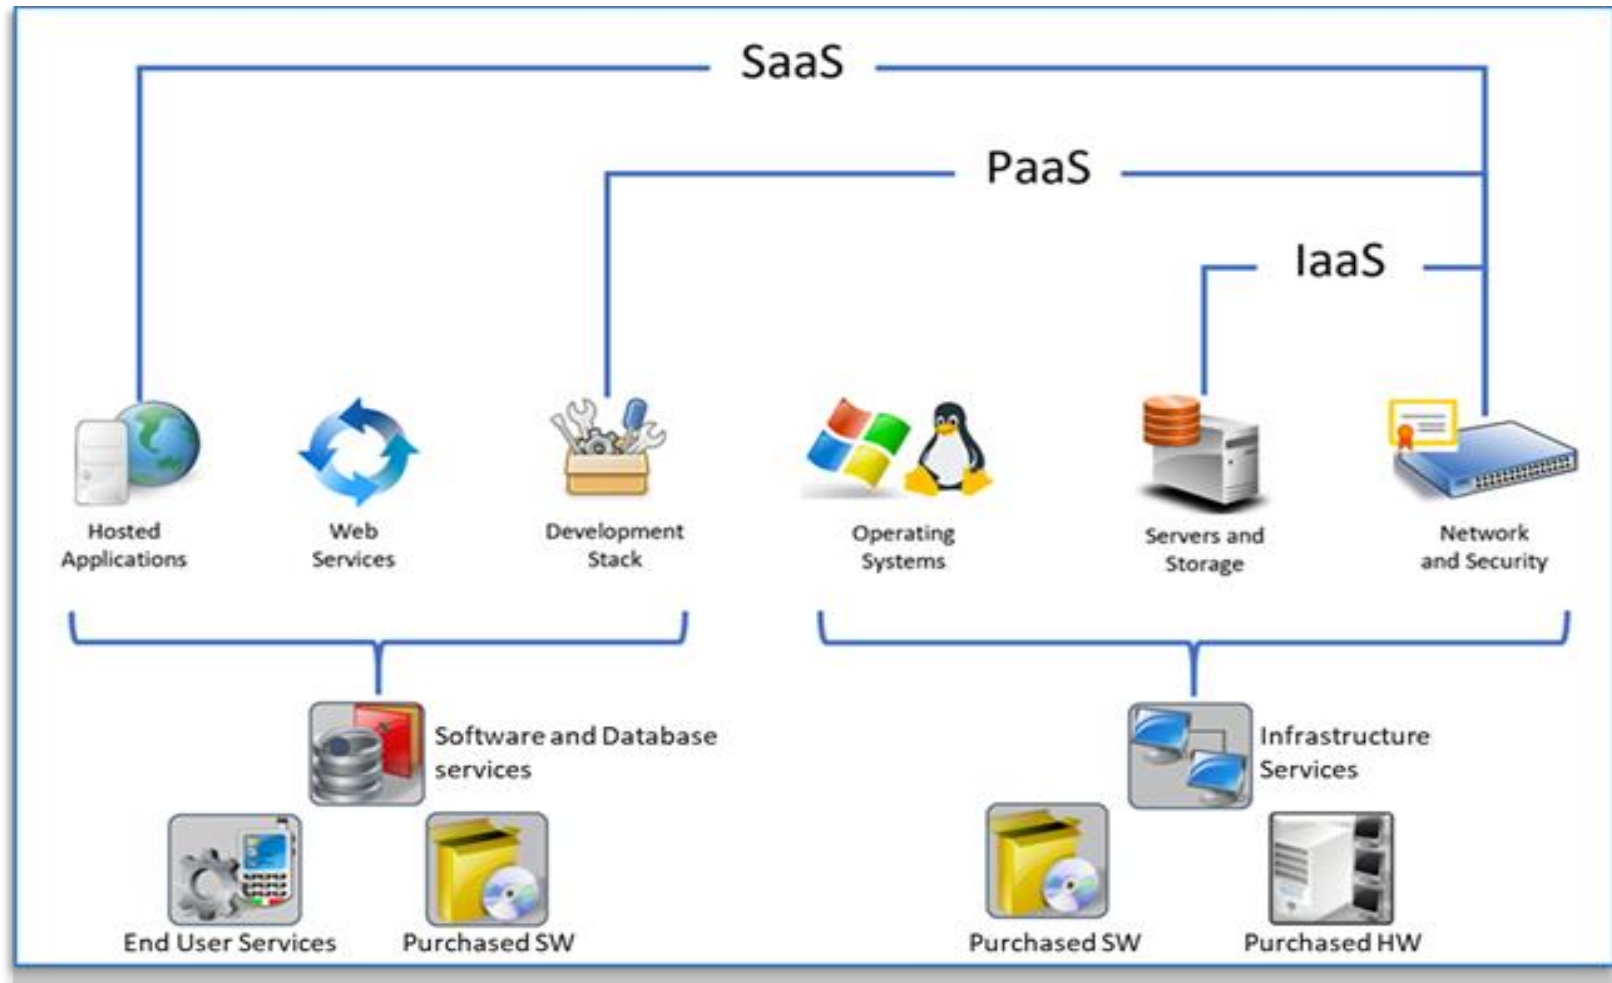 SaaS
PaaS
IaaS
Hosted
Applications
Web
Services
Development
Stack
Operating
Systems
Servers and
Storage
Network
and Security
Software and Database
services
Infrastructure
Services
End User Services
Purchased SW
Purchased SW
Purchased HW